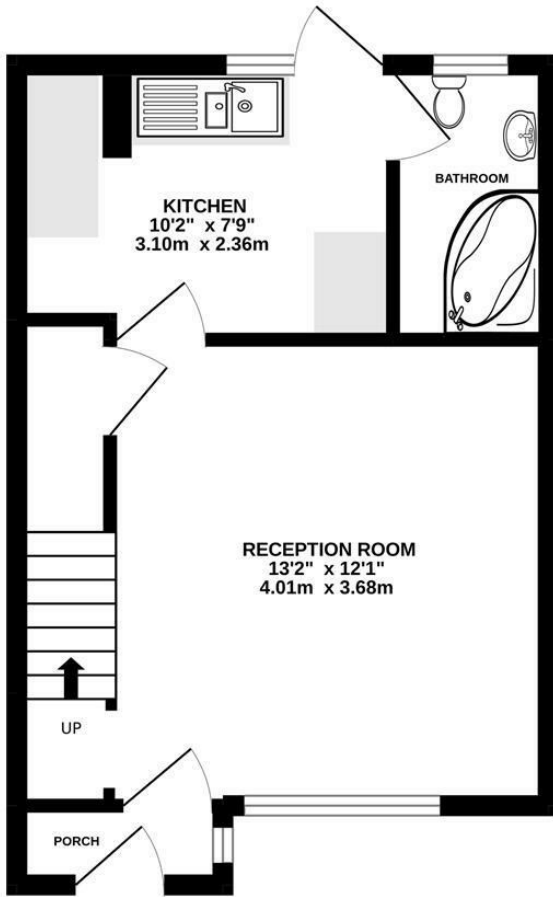 KITCHEN
10'2" x 7'9"
3.10m x 2.36m
BATHROOM
RECEPTION ROOM
13'2" x 12'1"
4.01m x 3.68m
UP
PORCH